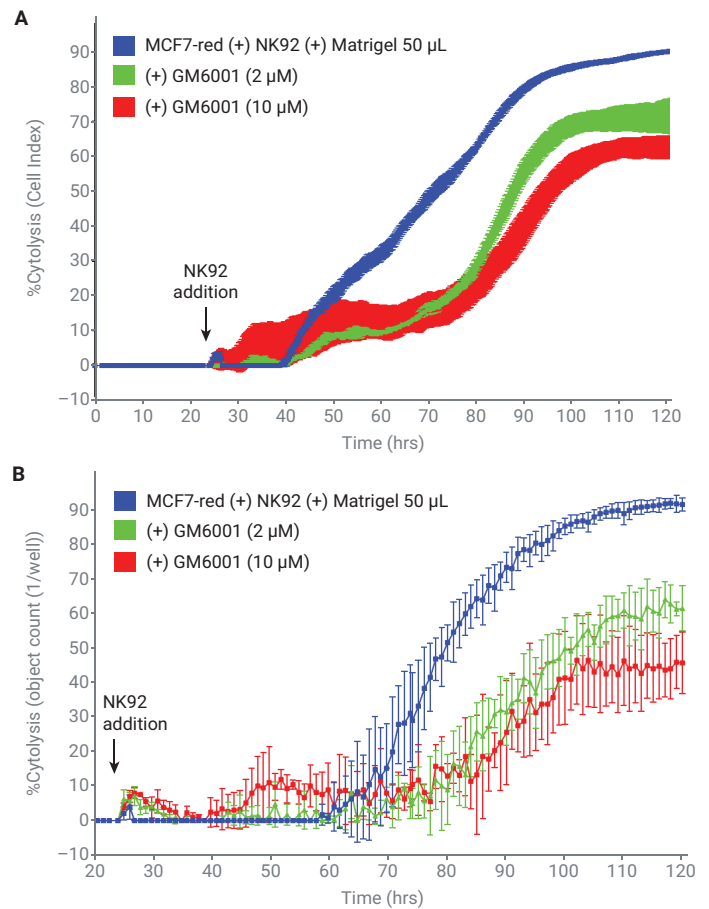 A
%Cytolysis (Cell Index)
90
80
70
60
50
40
30
20
10
0
−10
MCF7-red (+) NK92 (+) Matrigel 50 µL
(+) GM6001 (2 µM)
(+) GM6001 (10 µM)
NK92
addition
0 10 20 30 40 50 60 70 80 90 100 110 120
Time (hrs)
B
%Cytolysis (object count (1/well))
90
80
70
60
50
40
30
20
10
0
−10
MCF7-red (+) NK92 (+) Matrigel 50 µL
(+) GM6001 (2 µM)
(+) GM6001 (10 µM)
NK92
addition
20 30 40 50 60 70 80 90 100 110 120
Time (hrs)